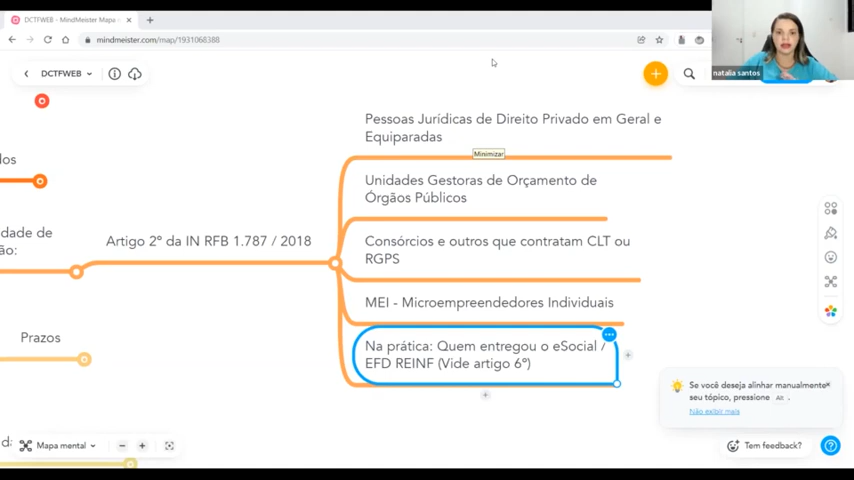 DCTFWEB - MindMeister Mapa
mindmeister.com/map/1931068388
natalia santos
DCTFWEB
Pessoas Jurídicas de Direito Privado em Geral e
Equiparadas
Minimizar
dos
Unidades Gestoras de Orçamento de
Órgãos Públicos
dade de
ão:
Artigo 2º da IN RFB 1.787 / 2018
Consórcios e outros que contratam CLT ou
RGPS
MEI - Microempreendedores Individuais
Prazos
Na prática: Quem entregou o eSocial /
EFD REINF (Vide artigo 6º)
Se você deseja alinhar manualmente
seu tópico, pressione Alt .
Não exibir mais
Mapa mental
Tem feedback?